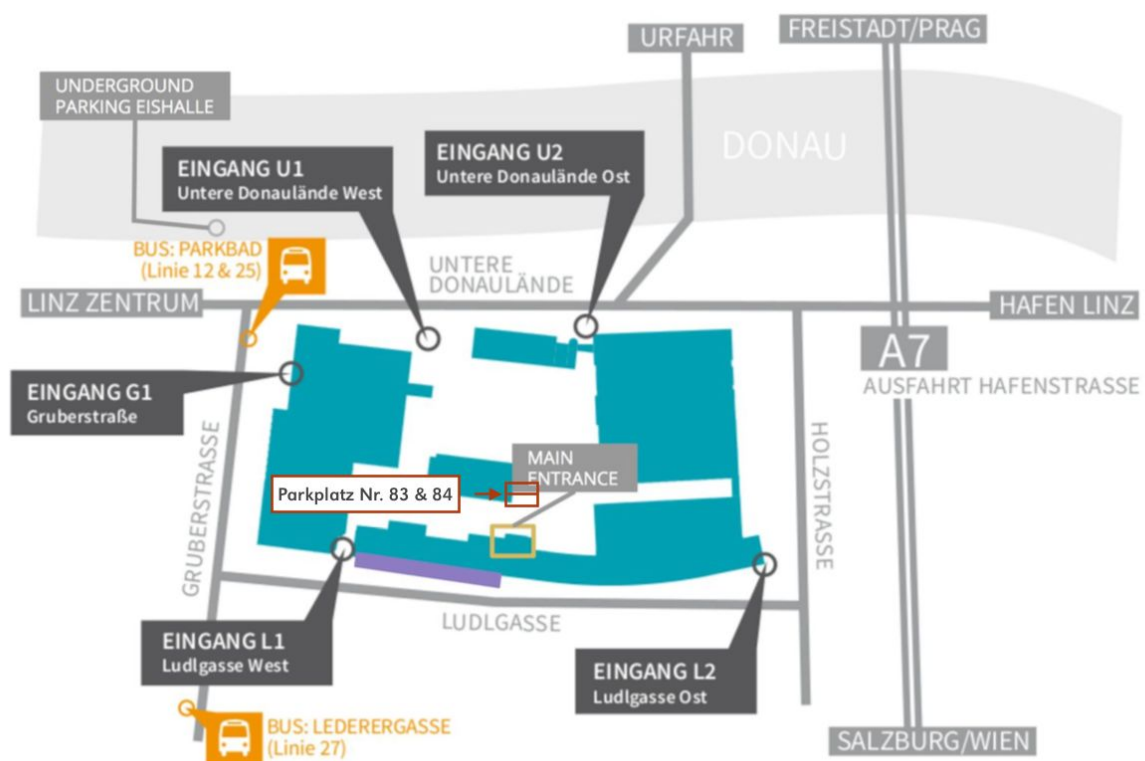 URFAHR
FREISTADT/PRAG
UNDERGROUND
PARKING EISHALLE
DONAU
EINGANG U1
Untere Donaulände West
EINGANG U2
Untere Donaulände Ost
BUS: PARKBAD
(Linie 12 & 25)
UNTERE
DONAULÄNDE
LINZ ZENTRUM
HAFEN LINZ
A7
AUSFAHRT HAFENSTRASSE
EINGANG G1
Gruberstraße
GRUBERSTRASSE
HOLZSTRASSE
MAIN
ENTRANCE
Parkplatz Nr. 83 & 84
LUDLGASSE
EINGANG L1
Ludlgasse West
EINGANG L2
Ludlgasse Ost
BUS: LEDERERGASSE
(Linie 27)
SALZBURG/WIEN